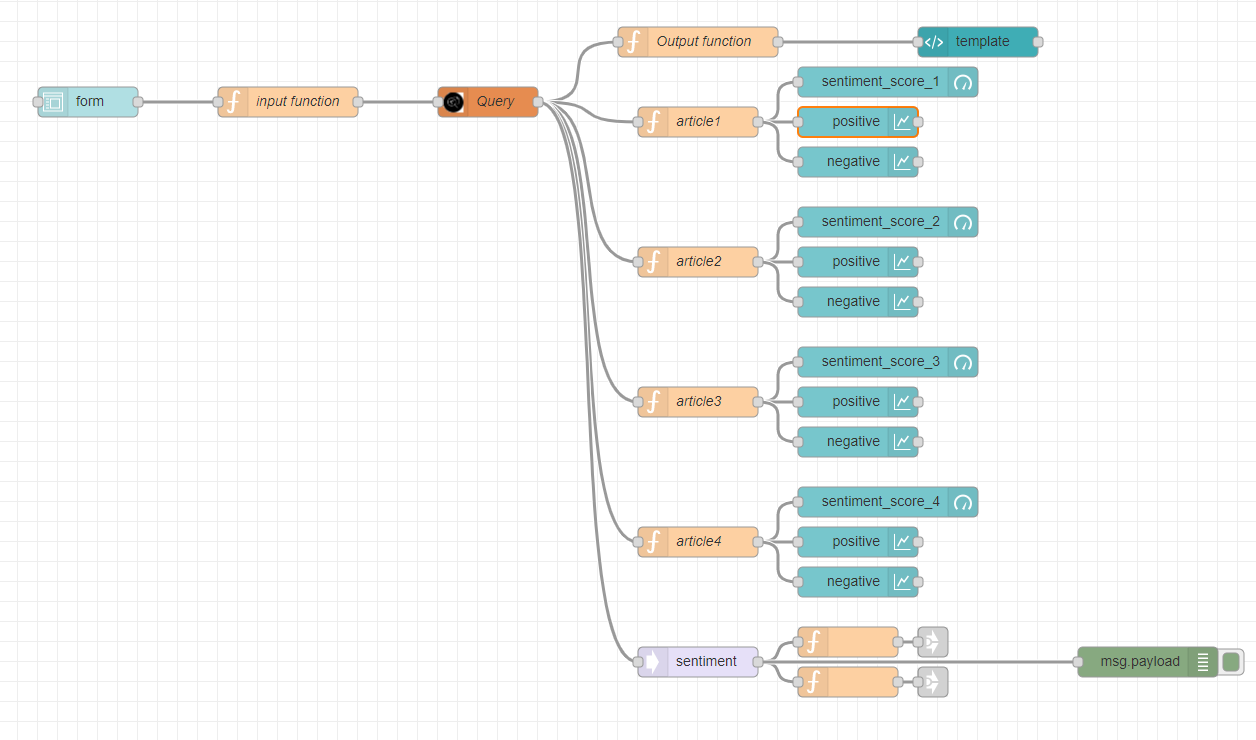 Output function
template
form
input function
Query
sentiment_score_1
article1
positive
negative
sentiment_score_2
article2
positive
negative
sentiment_score_3
article3
positive
negative
sentiment_score_4
article4
positive
negative
sentiment
msg.payload